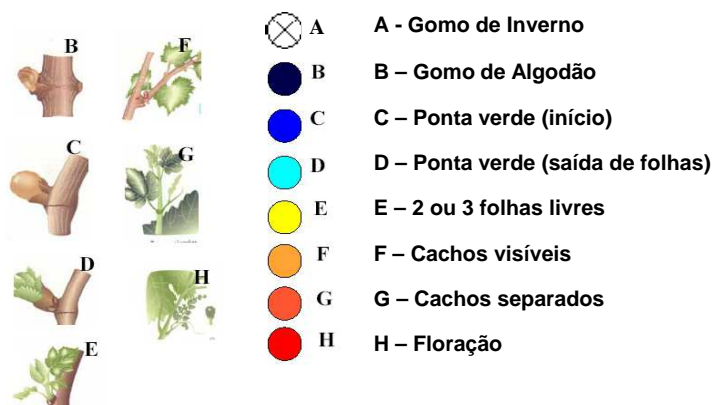 B
F
C
G
D
H
E
A A - Gomo de Inverno
B B – Gomo de Algodão
C C – Ponta verde (início)
D D – Ponta verde (saída de folhas)
E E – 2 ou 3 folhas livres
F F – Cachos visíveis
G G – Cachos separados
H H – Floração